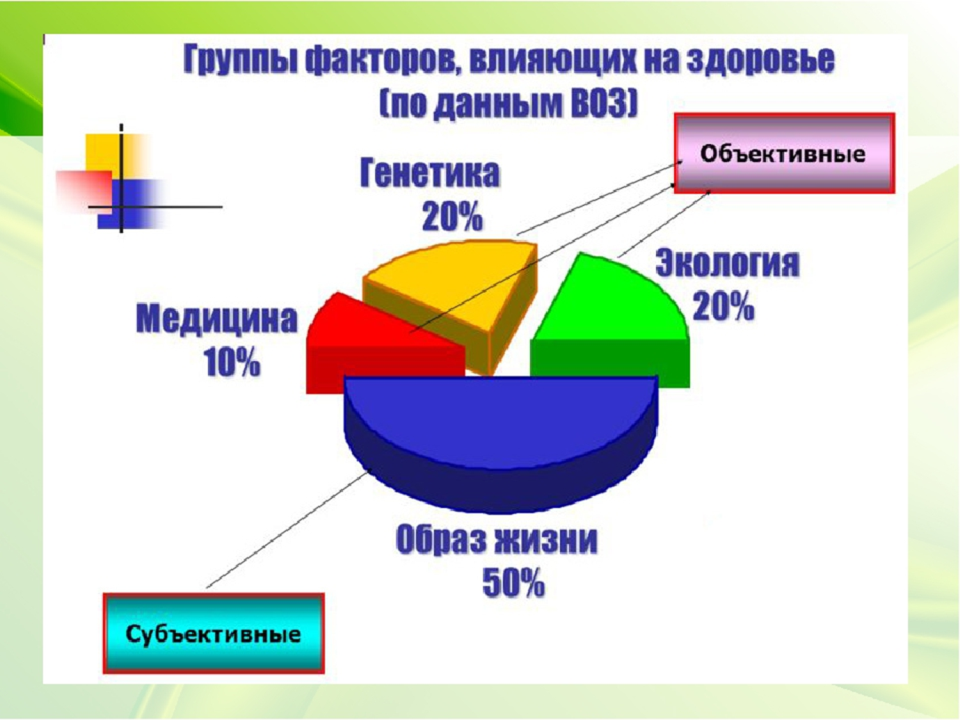 Группы факторов, влияющих на здоровье
(по данным ВОЗ)
Объективные
Генетика
20%
Экология
20%
Медицина
10%
Образ жизни
50%
Субъективные